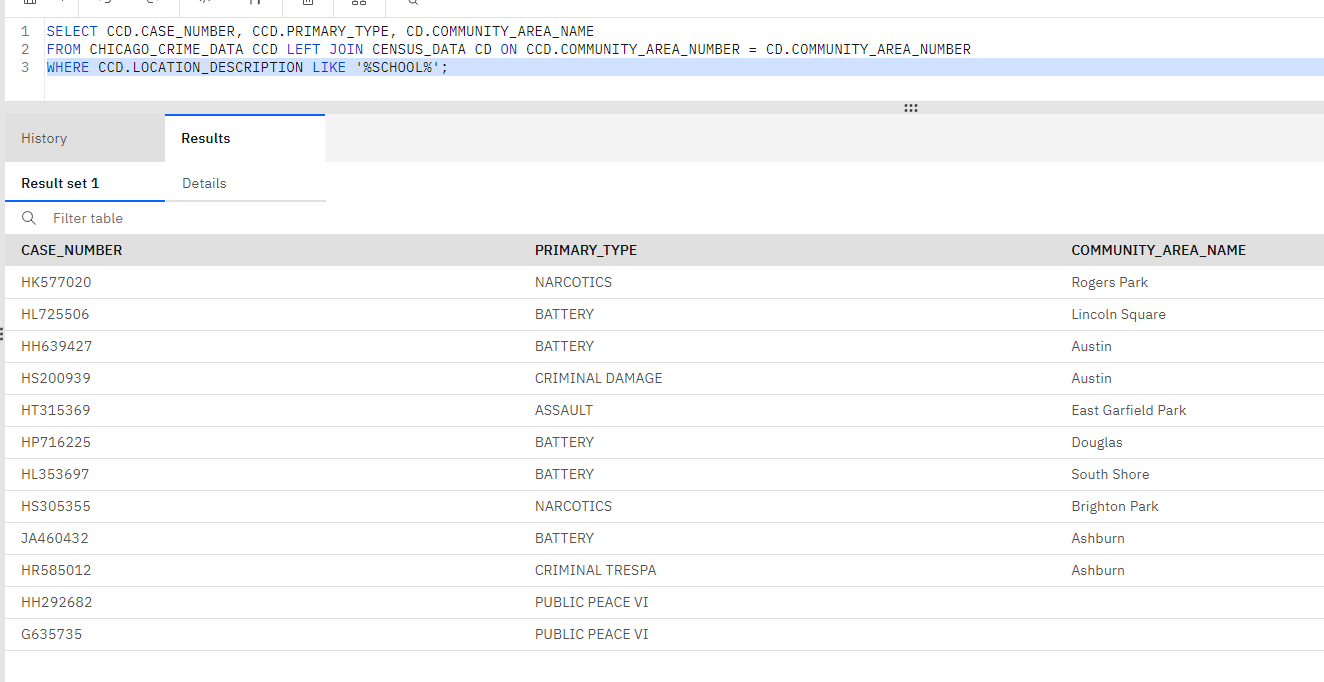 1 SELECT CCD.CASE_NUMBER, CCD.PRIMARY_TYPE, CD.COMMUNITY_AREA_NAME
2 FROM CHICAGO_CRIME_DATA CCD LEFT JOIN CENSUS_DATA CD ON CCD.COMMUNITY_AREA_NUMBER = CD.COMMUNITY_AREA_NUMBER
3 WHERE CCD.LOCATION_DESCRIPTION LIKE '%SCHOOL%';
History Results
Result set 1 Details
Filter table
CASE_NUMBER PRIMARY_TYPE COMMUNITY_AREA_NAME
HK577020 NARCOTICS Rogers Park
HL725506 BATTERY Lincoln Square
HH639427 BATTERY Austin
HS200939 CRIMINAL DAMAGE Austin
HT315369 ASSAULT East Garfield Park
HP716225 BATTERY Douglas
HL353697 BATTERY South Shore
HS305355 NARCOTICS Brighton Park
JA460432 BATTERY Ashburn
HR585012 CRIMINAL TRESPA Ashburn
HH292682 PUBLIC PEACE VI
G635735 PUBLIC PEACE VI